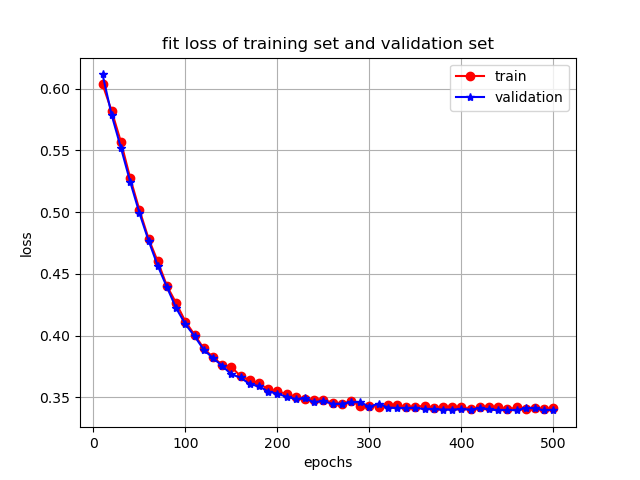 fit loss of training set and validation set
train
validation
0.60
0.55
0.50
0.45
0.40
0.35
loss
0
100
200
300
400
500
epochs